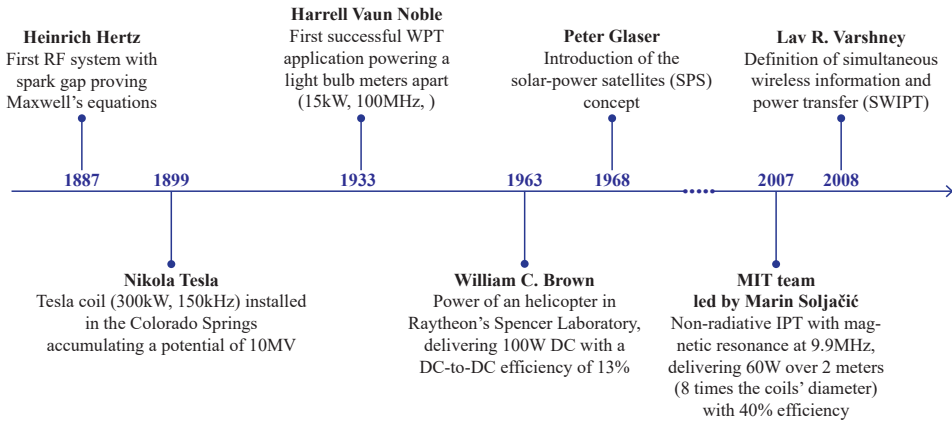 Heinrich Hertz
First RF system with
spark gap proving
Maxwell's equations
Harrell Vaun Noble
First successful WPT
application powering a
light bulb meters apart
(15kW, 100MHz, )
Peter Glaser
Introduction of the
solar-power satellites (SPS)
concept
Lav R. Varshney
Definition of simultaneous
wireless information and
power transfer (SWIPT)
1887
1899
1933
1963
1968
2007
2008
Nikola Tesla
Tesla coil (300kW, 150kHz) installed
in the Colorado Springs
accumulating a potential of 10MV
William C. Brown
Power of an helicopter in
Raytheon's Spencer Laboratory,
delivering 100W DC with a
DC-to-DC efficiency of 13%
MIT team
led by Marin Soljačić
Non-radiative IPT with mag-
netic resonance at 9.9MHz,
delivering 60W over 2 meters
(8 times the coils' diameter)
with 40% efficiency